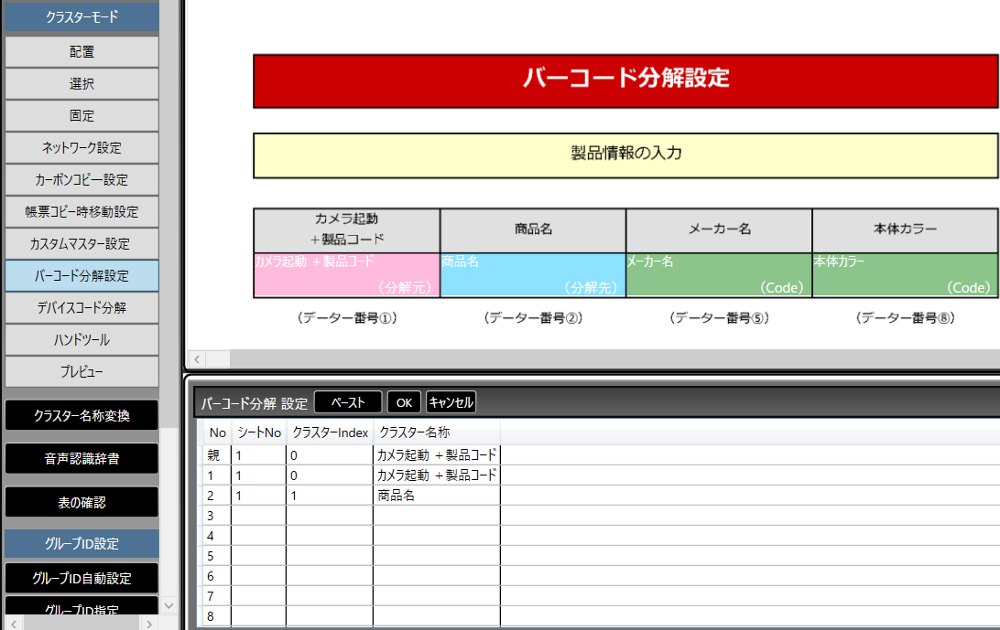 クラスターモード
配置
選択
固定
ネットワーク設定
カーボンコピー設定
帳票コピー時移動設定
カスタムマスター設定
バーコード分解設定
デバイスコード分解
ハンドツール
プレビュー
クラスター名称変換
音声認識辞書
表の確認
グループID設定
グループID自動設定
グループID指定
バーコード分解設定
製品情報の入力
カメラ起動
＋製品コード
商品名
メーカー名
本体カラー
カメラ起動 ＋製品コード
（分解元）
商品名
（分解先）
メーカー名
（Code）
本体カラー
（Code）
（データー番号①）
（データー番号②）
（データー番号⑤）
（データー番号⑧）
バーコード分解 設定 ペースト OK キャンセル
No シートNo クラスターIndex クラスター名称
親 1 0 カメラ起動 ＋製品コード
1 1 0 カメラ起動 ＋製品コード
2 1 1 商品名
3
4
5
6
7
8